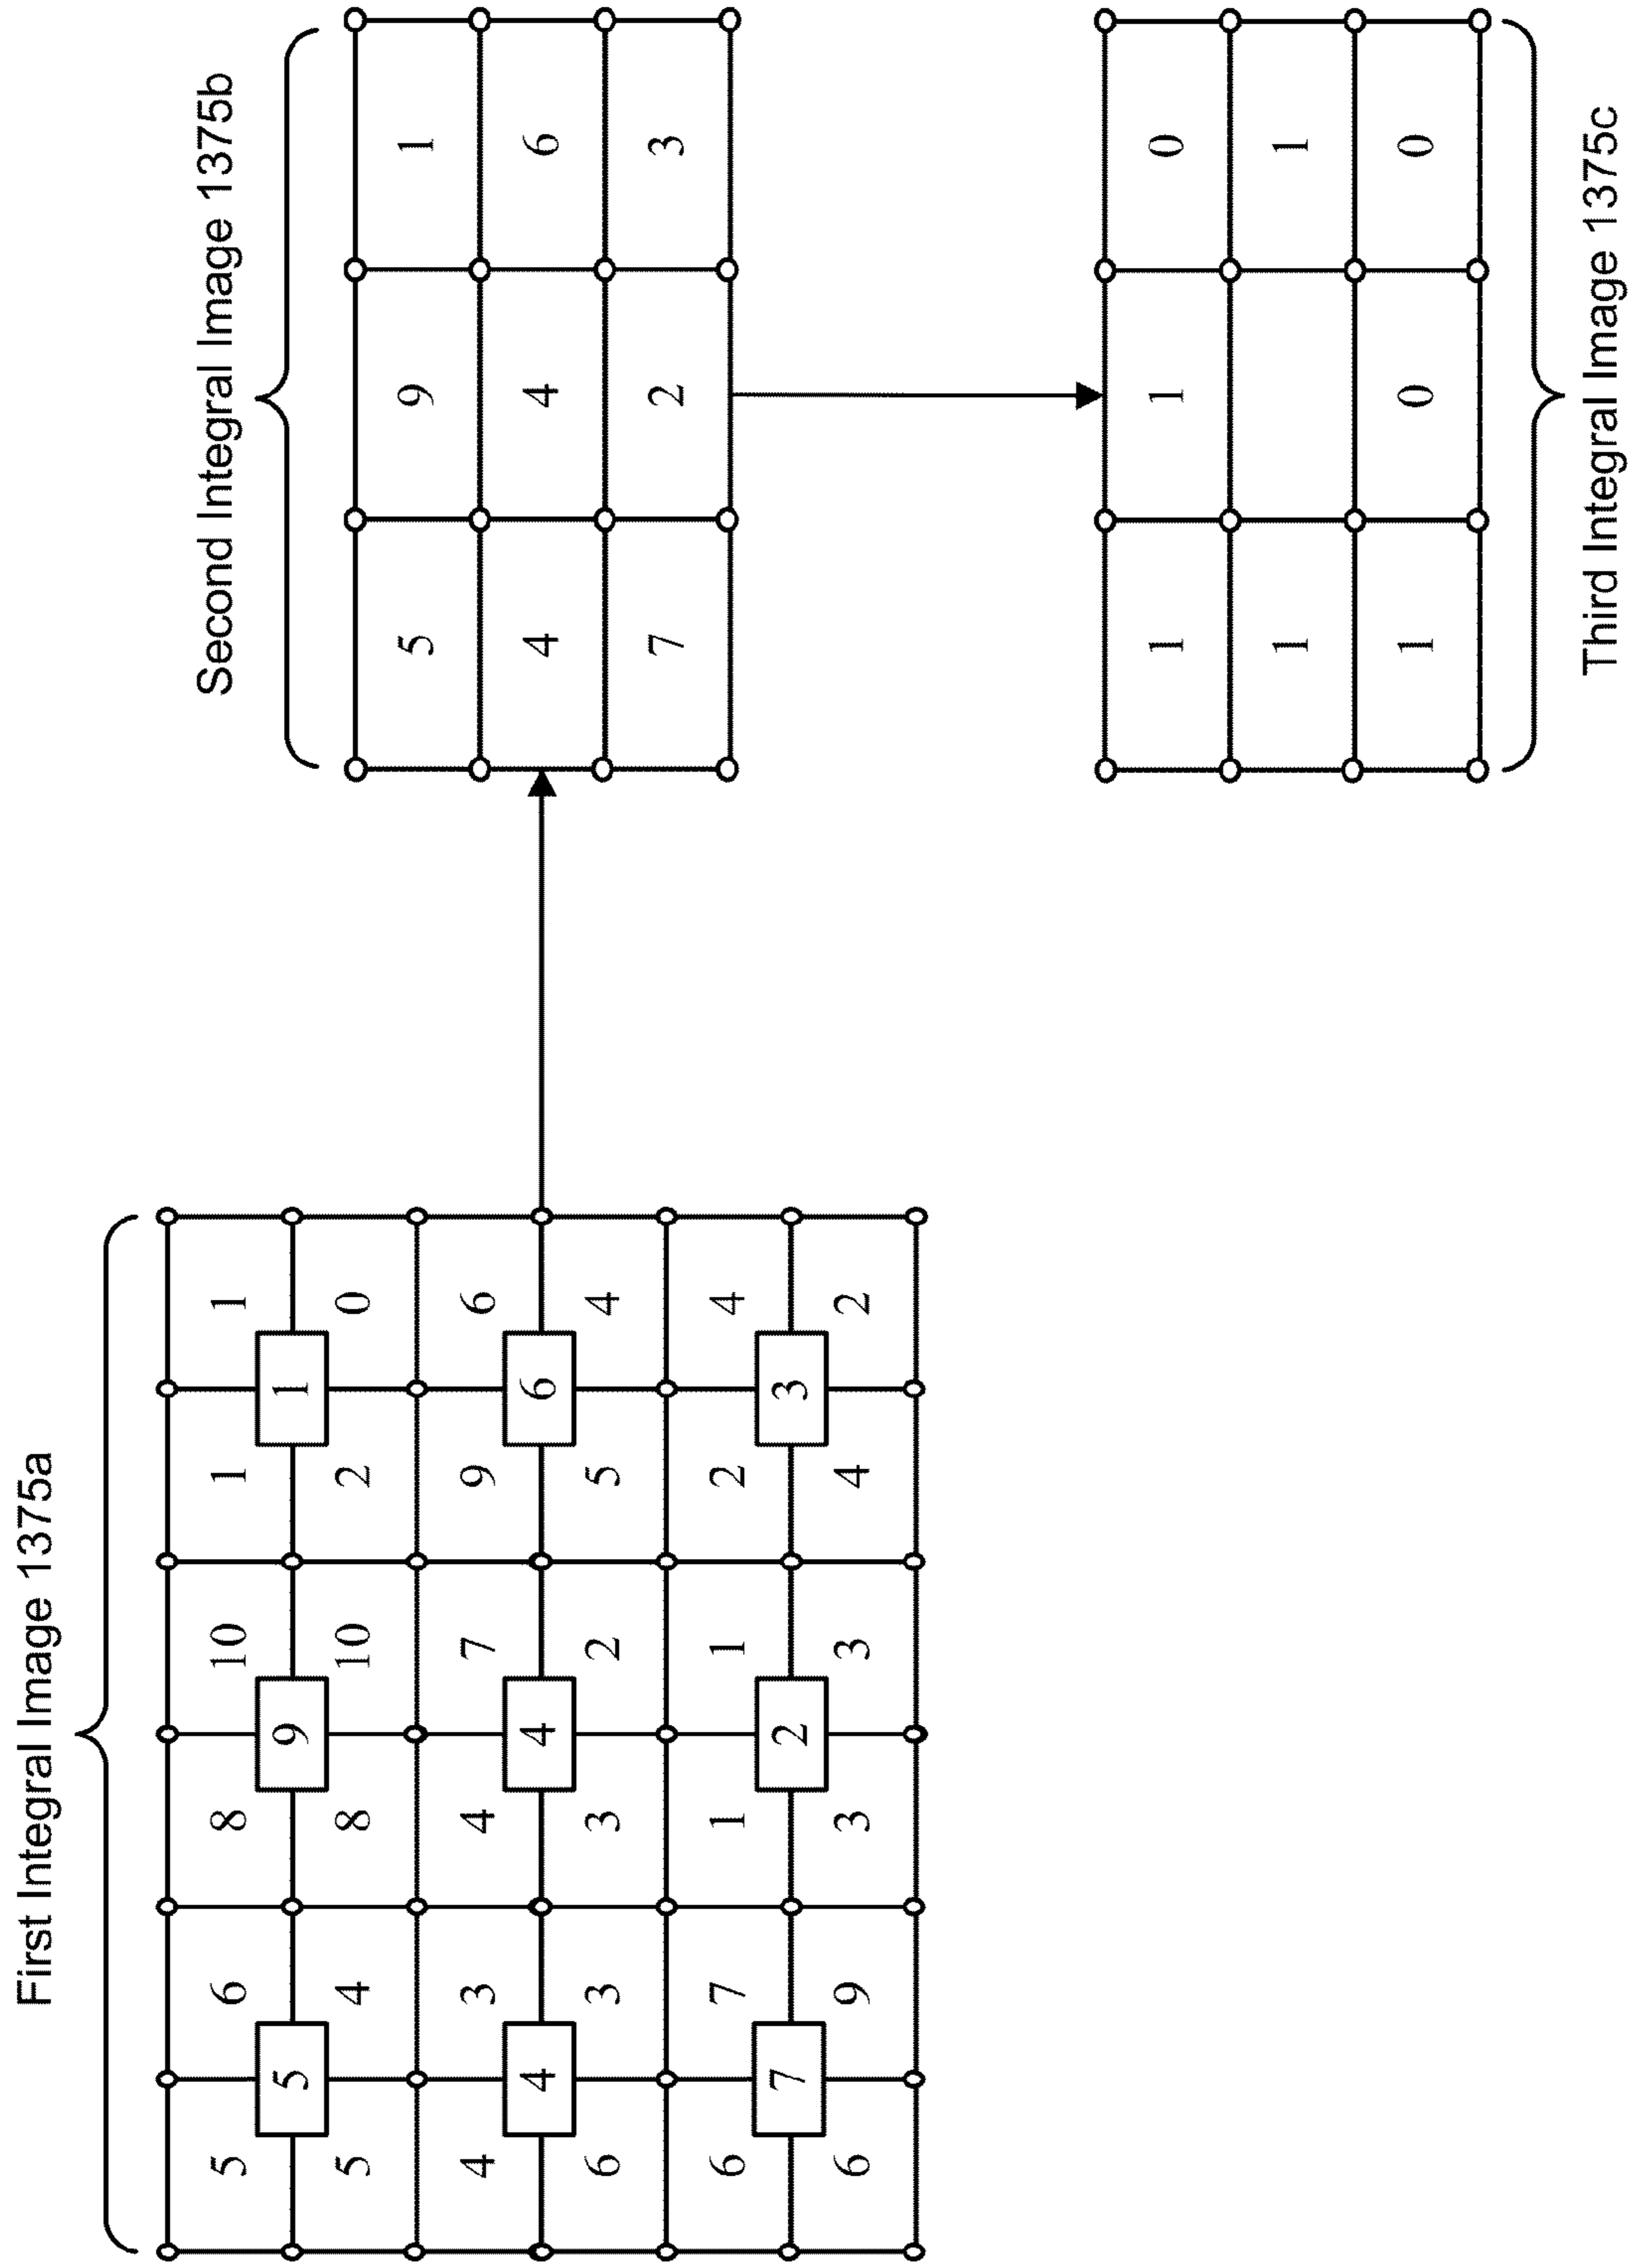 First Integral Image 1375a
5 6 8 10 1 1
5 9 1
5 4 8 10 2 0
4 3 4 7 9 6
4 4 6
6 3 3 2 5 4
6 7 1 1 2 4
7 2 3
6 9 3 3 4 2
Second Integral Image 1375b
5 9 1
4 4 6
7 2 3
1 1 0
1 1
1 0 0
Third Integral Image 1375c